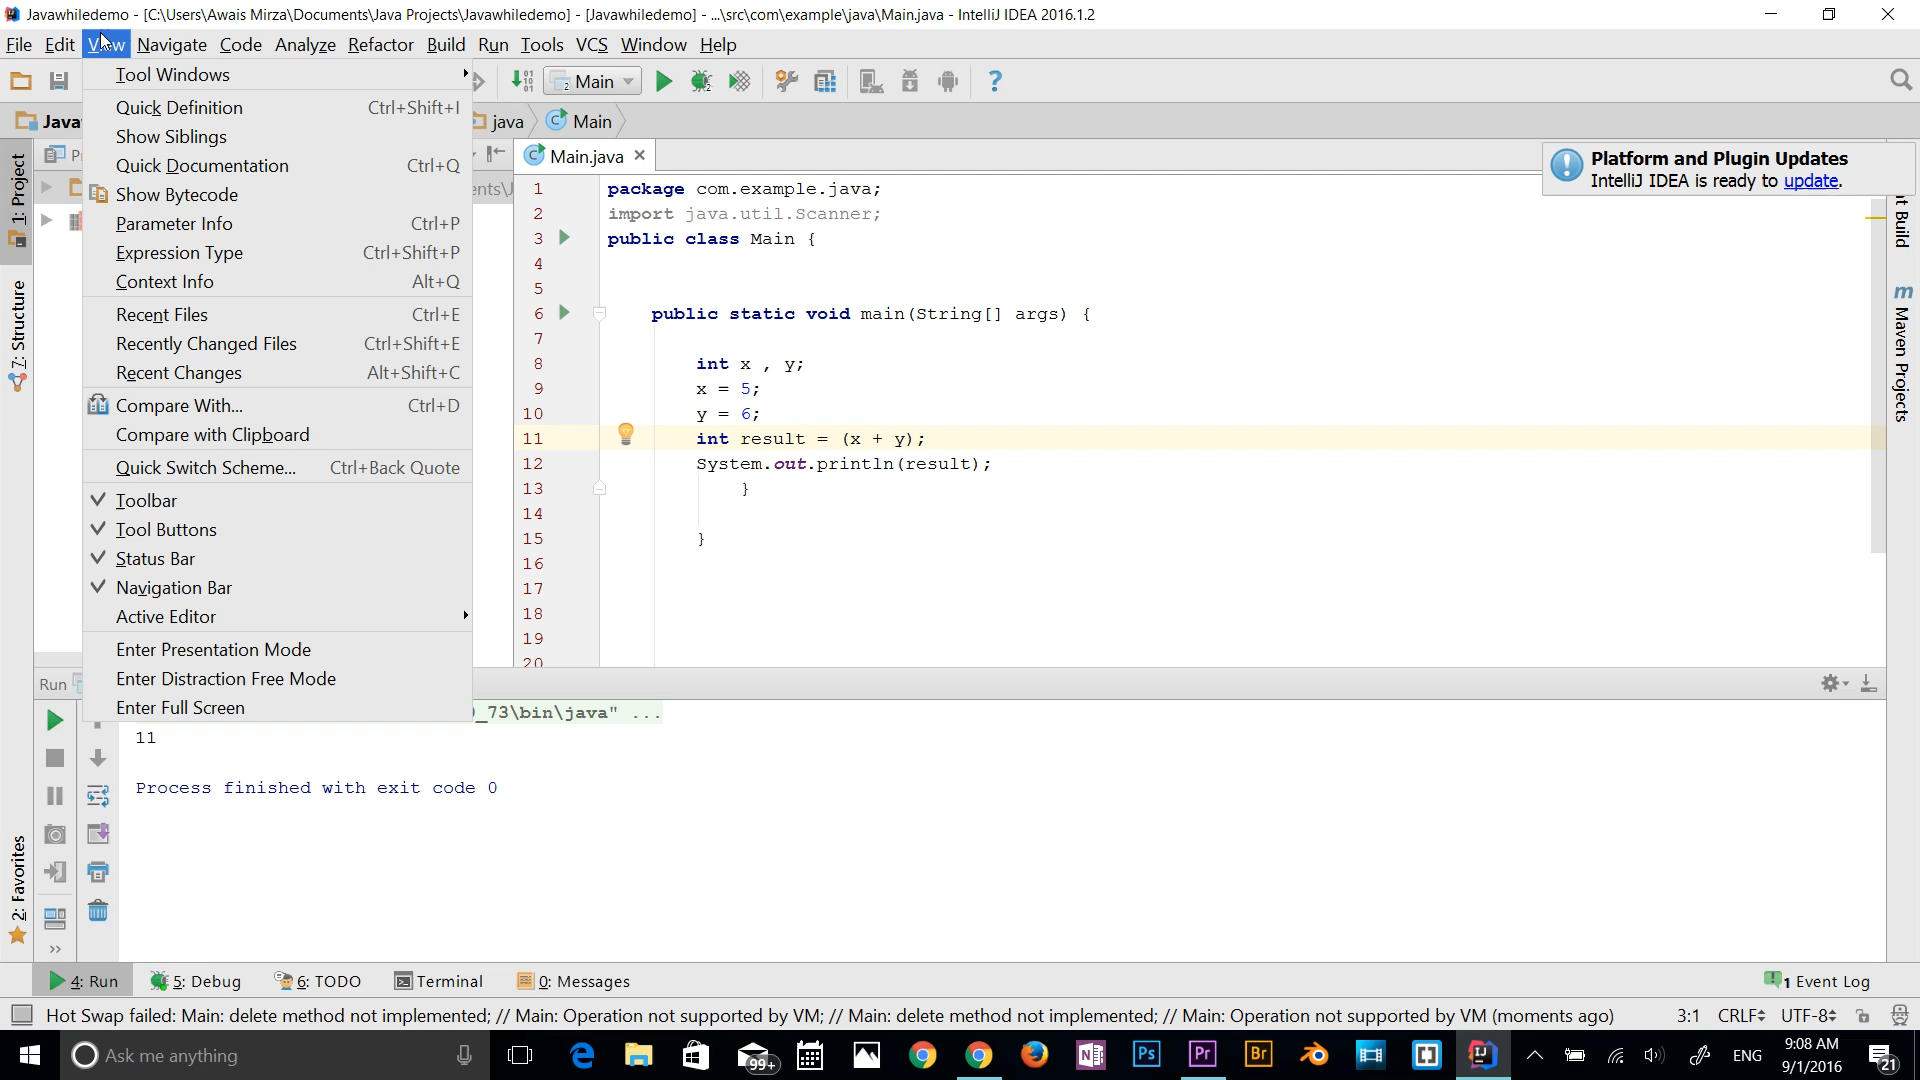 Javawhiledemo - [C:\Users\Awais Mirza\Documents\Java Projects\Javawhiledemo] - [Javawhiledemo] - ...\src\com\example\java\Main.java - IntelliJ IDEA 2016.1.2
File Edit View Navigate Code Analyze Refactor Build Run Tools VCS Window Help
Main
Java
java
Main
Main.java
Platform and Plugin Updates
IntelliJ IDEA is ready to update.
Tool Windows
Quick Definition Ctrl+Shift+I
Show Siblings
Quick Documentation Ctrl+Q
Show Bytecode
Parameter Info Ctrl+P
Expression Type Ctrl+Shift+P
Context Info Alt+Q
Recent Files Ctrl+E
Recently Changed Files Ctrl+Shift+E
Recent Changes Alt+Shift+C
Compare With... Ctrl+D
Compare with Clipboard
Quick Switch Scheme... Ctrl+Back Quote
Toolbar
Tool Buttons
Status Bar
Navigation Bar
Active Editor
Enter Presentation Mode
Enter Distraction Free Mode
Enter Full Screen
1: Project
7: Structure
2: Favorites
ents\J
1 package com.example.java;
2 import java.util.Scanner;
3 public class Main {
4
5
6 public static void main(String[] args) {
7
8 int x , y;
9 x = 5;
10 y = 6;
11 int result = (x + y);
12 System.out.println(result);
13 }
14
15 }
16
17
18
19
20
nt Build
Maven Projects
Run
_73\bin\java" ...
11
Process finished with exit code 0
4: Run 5: Debug 6: TODO Terminal 0: Messages 1 Event Log
Hot Swap failed: Main: delete method not implemented; // Main: Operation not supported by VM; // Main: delete method not implemented; // Main: Operation not supported by VM (moments ago) 3:1 CRLF UTF-8
Ask me anything
99+
Ps
Pr
Br
ENG
9:08 AM
9/1/2016
21